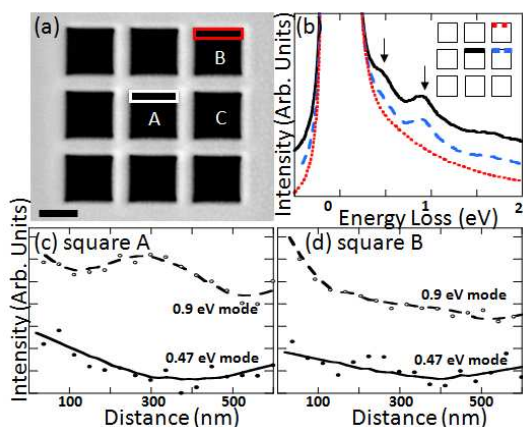 (a)
B
A
C
(b)
Intensity (Arb. Units)
0
1
2
Energy Loss (eV)
(c) square A
0.9 eV mode
0.47 eV mode
Intensity (Arb. Units)
100
300
500
Distance (nm)
(d) square B
0.9 eV mode
0.47 eV mode
100
300
500
Distance (nm)